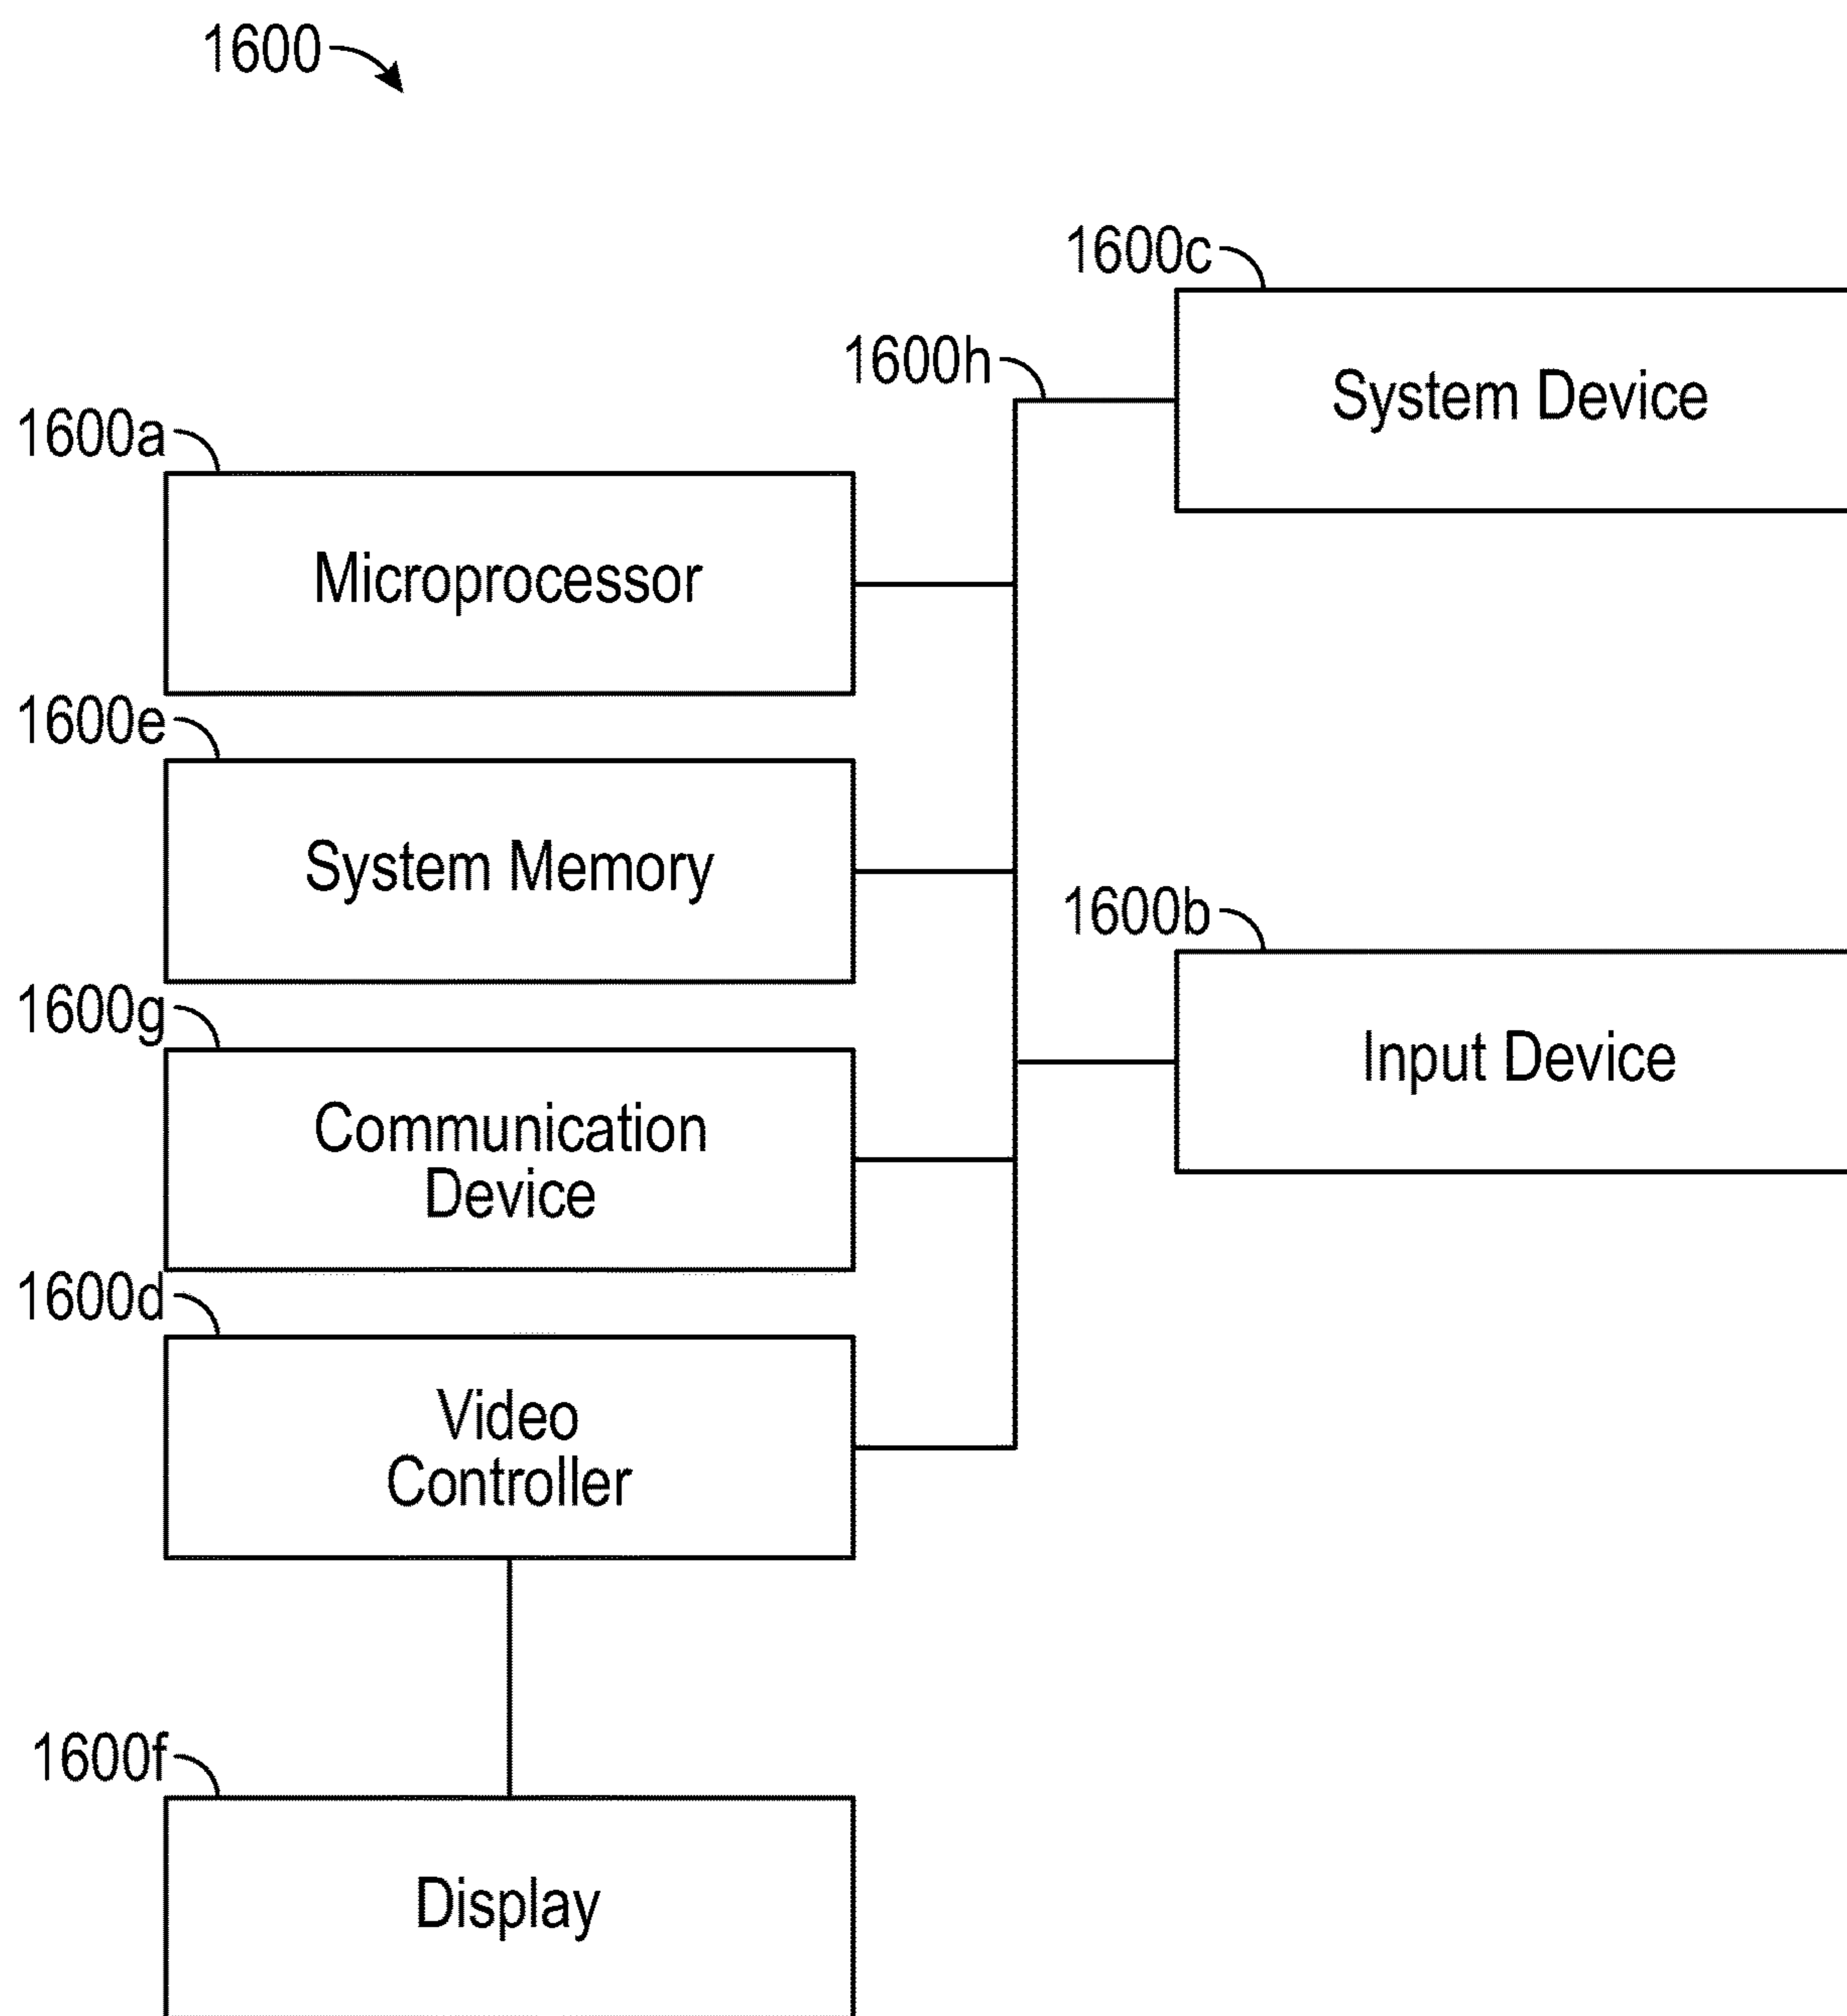 1600
1600c
System Device
1600h
1600a
Microprocessor
1600e
System Memory
1600b
Input Device
1600g
Communication
Device
1600d
Video
Controller
1600f
Display